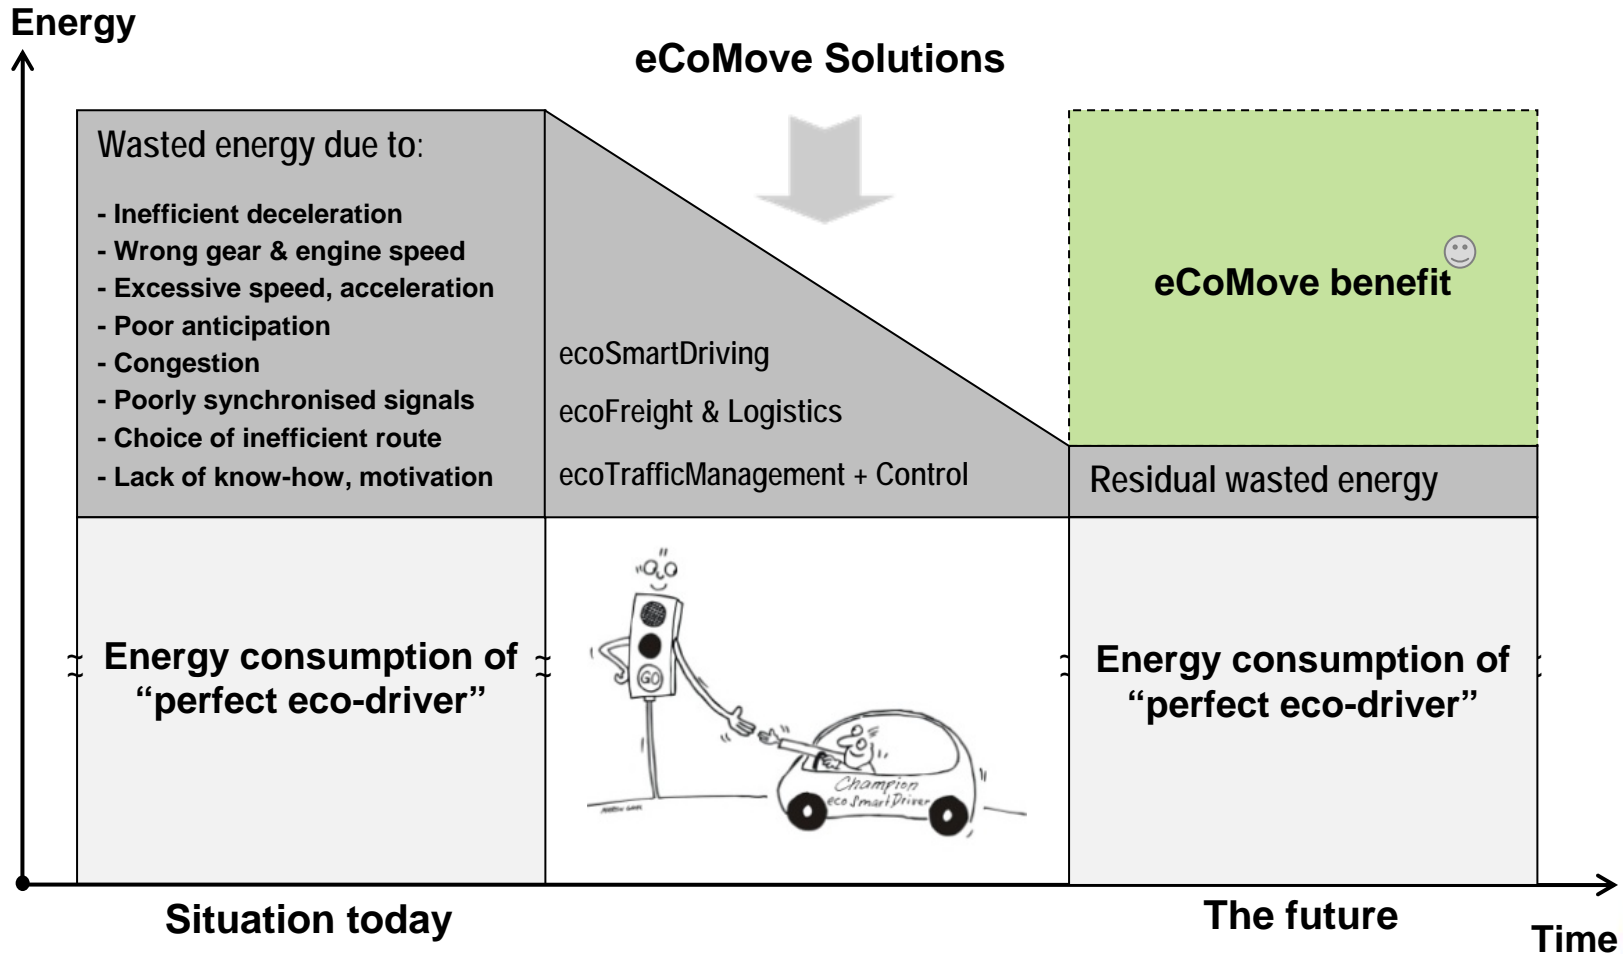 Energy
eCoMove Solutions
Wasted energy due to:
- Inefficient deceleration
- Wrong gear & engine speed
- Excessive speed, acceleration
- Poor anticipation
- Congestion
- Poorly synchronised signals
- Choice of inefficient route
- Lack of know-how, motivation
ecoSmartDriving
ecoFreight & Logistics
ecoTrafficManagement + Control
eCoMove benefit
Residual wasted energy
Energy consumption of
“perfect eco-driver”
GO
Champion
ecoSmartDriver
Energy consumption of
“perfect eco-driver”
Situation today
The future
Time